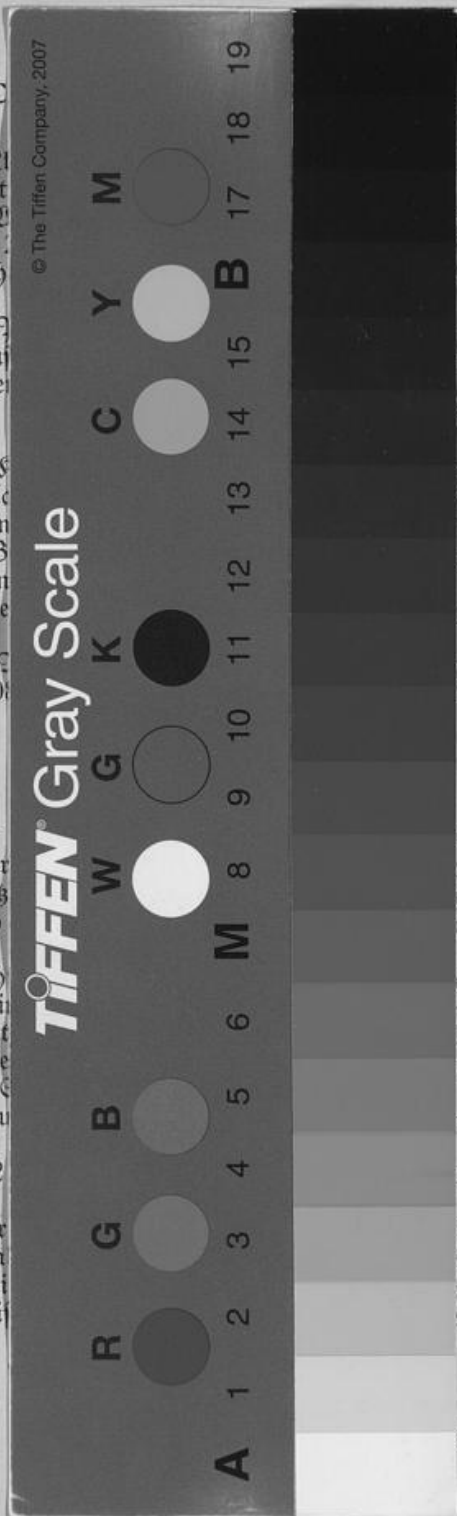 © The Tiffen Company, 2007
TIFFEN® Gray Scale
R G B W G K C Y M
A 1 2 3 4 5 6 M 8 9 10 11 12 13 14 15 B 17 18 19